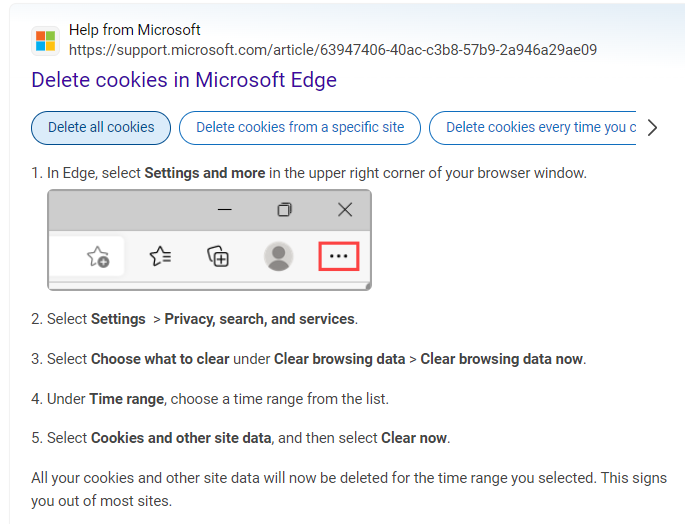 Help from Microsoft
https://support.microsoft.com/article/63947406-40ac-c3b8-57b9-2a946a29ae09
Delete cookies in Microsoft Edge
Delete all cookies
Delete cookies from a specific site
Delete cookies every time you c
1. In Edge, select Settings and more in the upper right corner of your browser window.
2. Select Settings > Privacy, search, and services.
3. Select Choose what to clear under Clear browsing data > Clear browsing data now.
4. Under Time range, choose a time range from the list.
5. Select Cookies and other site data, and then select Clear now.
All your cookies and other site data will now be deleted for the time range you selected. This signs
you out of most sites.